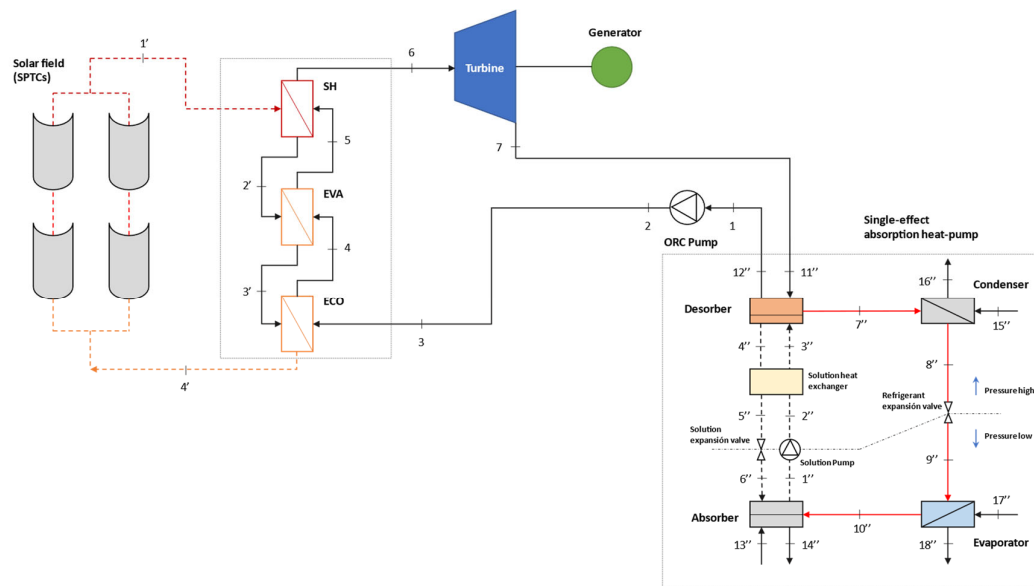 1′
6
Solar field
(SPTCs)
SH
Turbine
Generator
5
7
2′
EVA
2
1
ORC Pump
Single-effect
absorption heat-pump
4
3′
ECO
12′′
11′′
16′′
Condenser
Desorber
7′′
15′′
3
4′′
3′′
8′′
4′
Solution heat
exchanger
Pressure high
Refrigerant
expansión valve
5′′
2′′
Solution
expansión valve
Pressure low
Solution Pump
9′′
6′′
1′′
17′′
Absorber
10′′
Evaporator
13′′
14′′
18′′